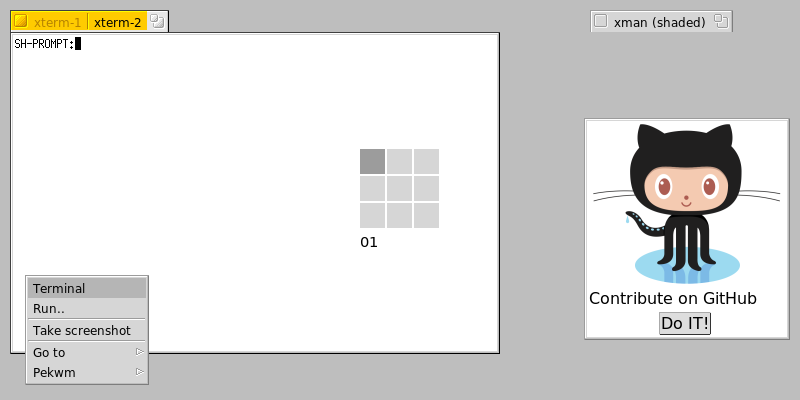 xterm-1 xterm-2
xman (shaded)
SH-PROMPT:
01
Terminal
Run..
Take screenshot
Go to
Pekwm
Contribute on GitHub
Do IT!